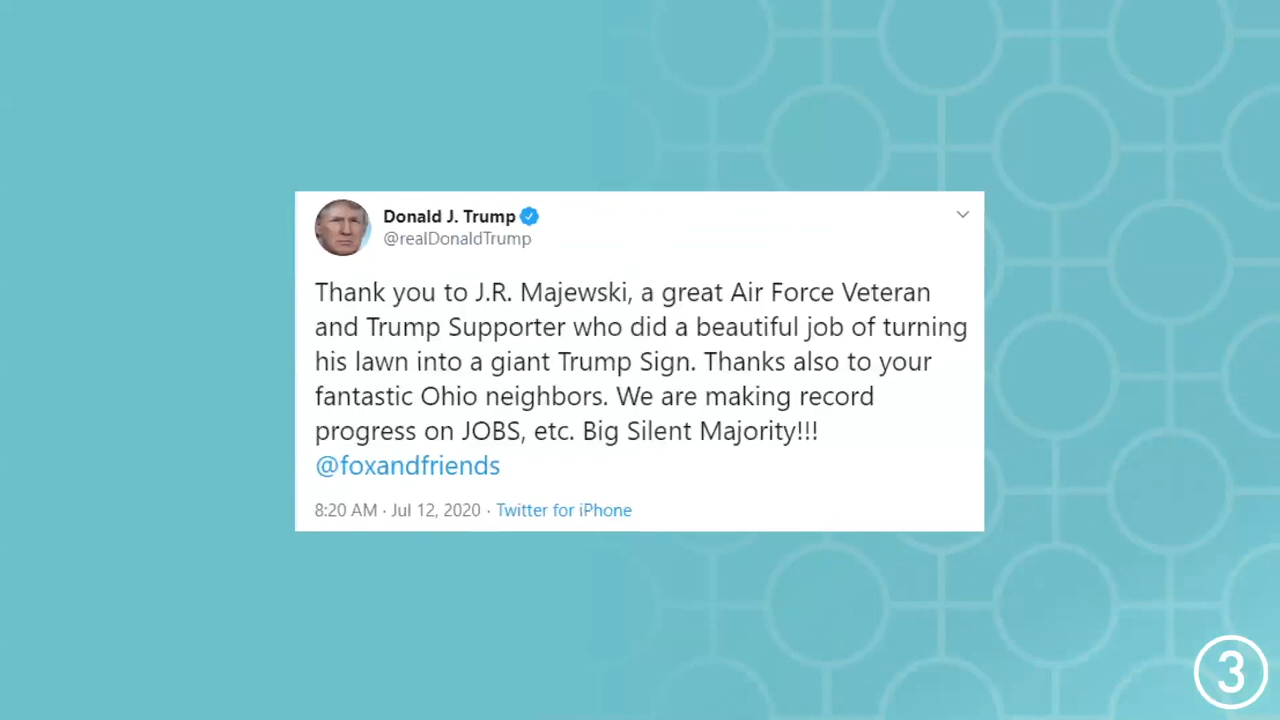 Donald J. Trump
@realDonaldTrump
Thank you to J.R. Majewski, a great Air Force Veteran
and Trump Supporter who did a beautiful job of turning
his lawn into a giant Trump Sign. Thanks also to your
fantastic Ohio neighbors. We are making record
progress on JOBS, etc. Big Silent Majority!!!
@foxandfriends
8:20 AM · Jul 12, 2020 · Twitter for iPhone
3